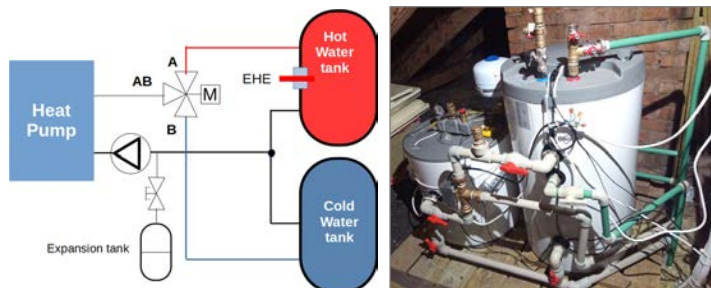 A
AB
EHE
M
B
Heat
Pump
Hot
Water
tank
Cold
Water
tank
Expansion tank